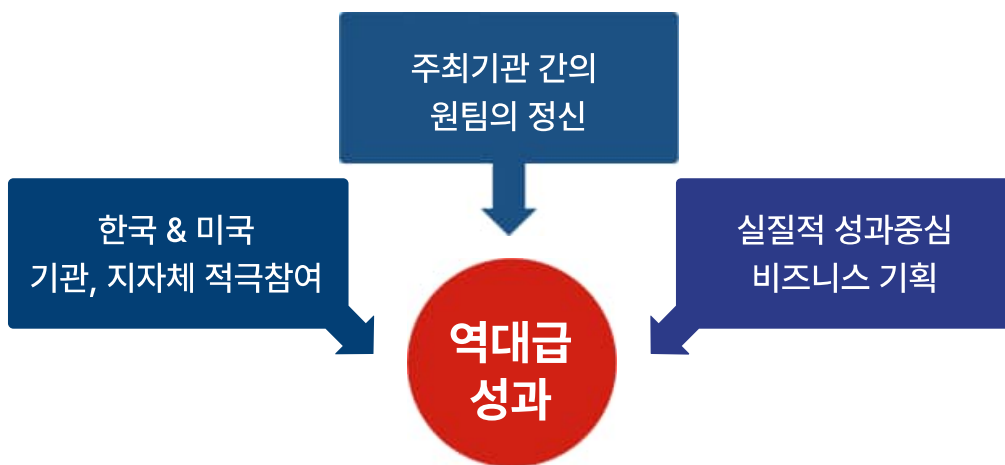 주최기관 간의
원팀의 정신
한국 & 미국
기관, 지자체 적극참여
실질적 성과중심
비즈니스 기획
역대급
성과